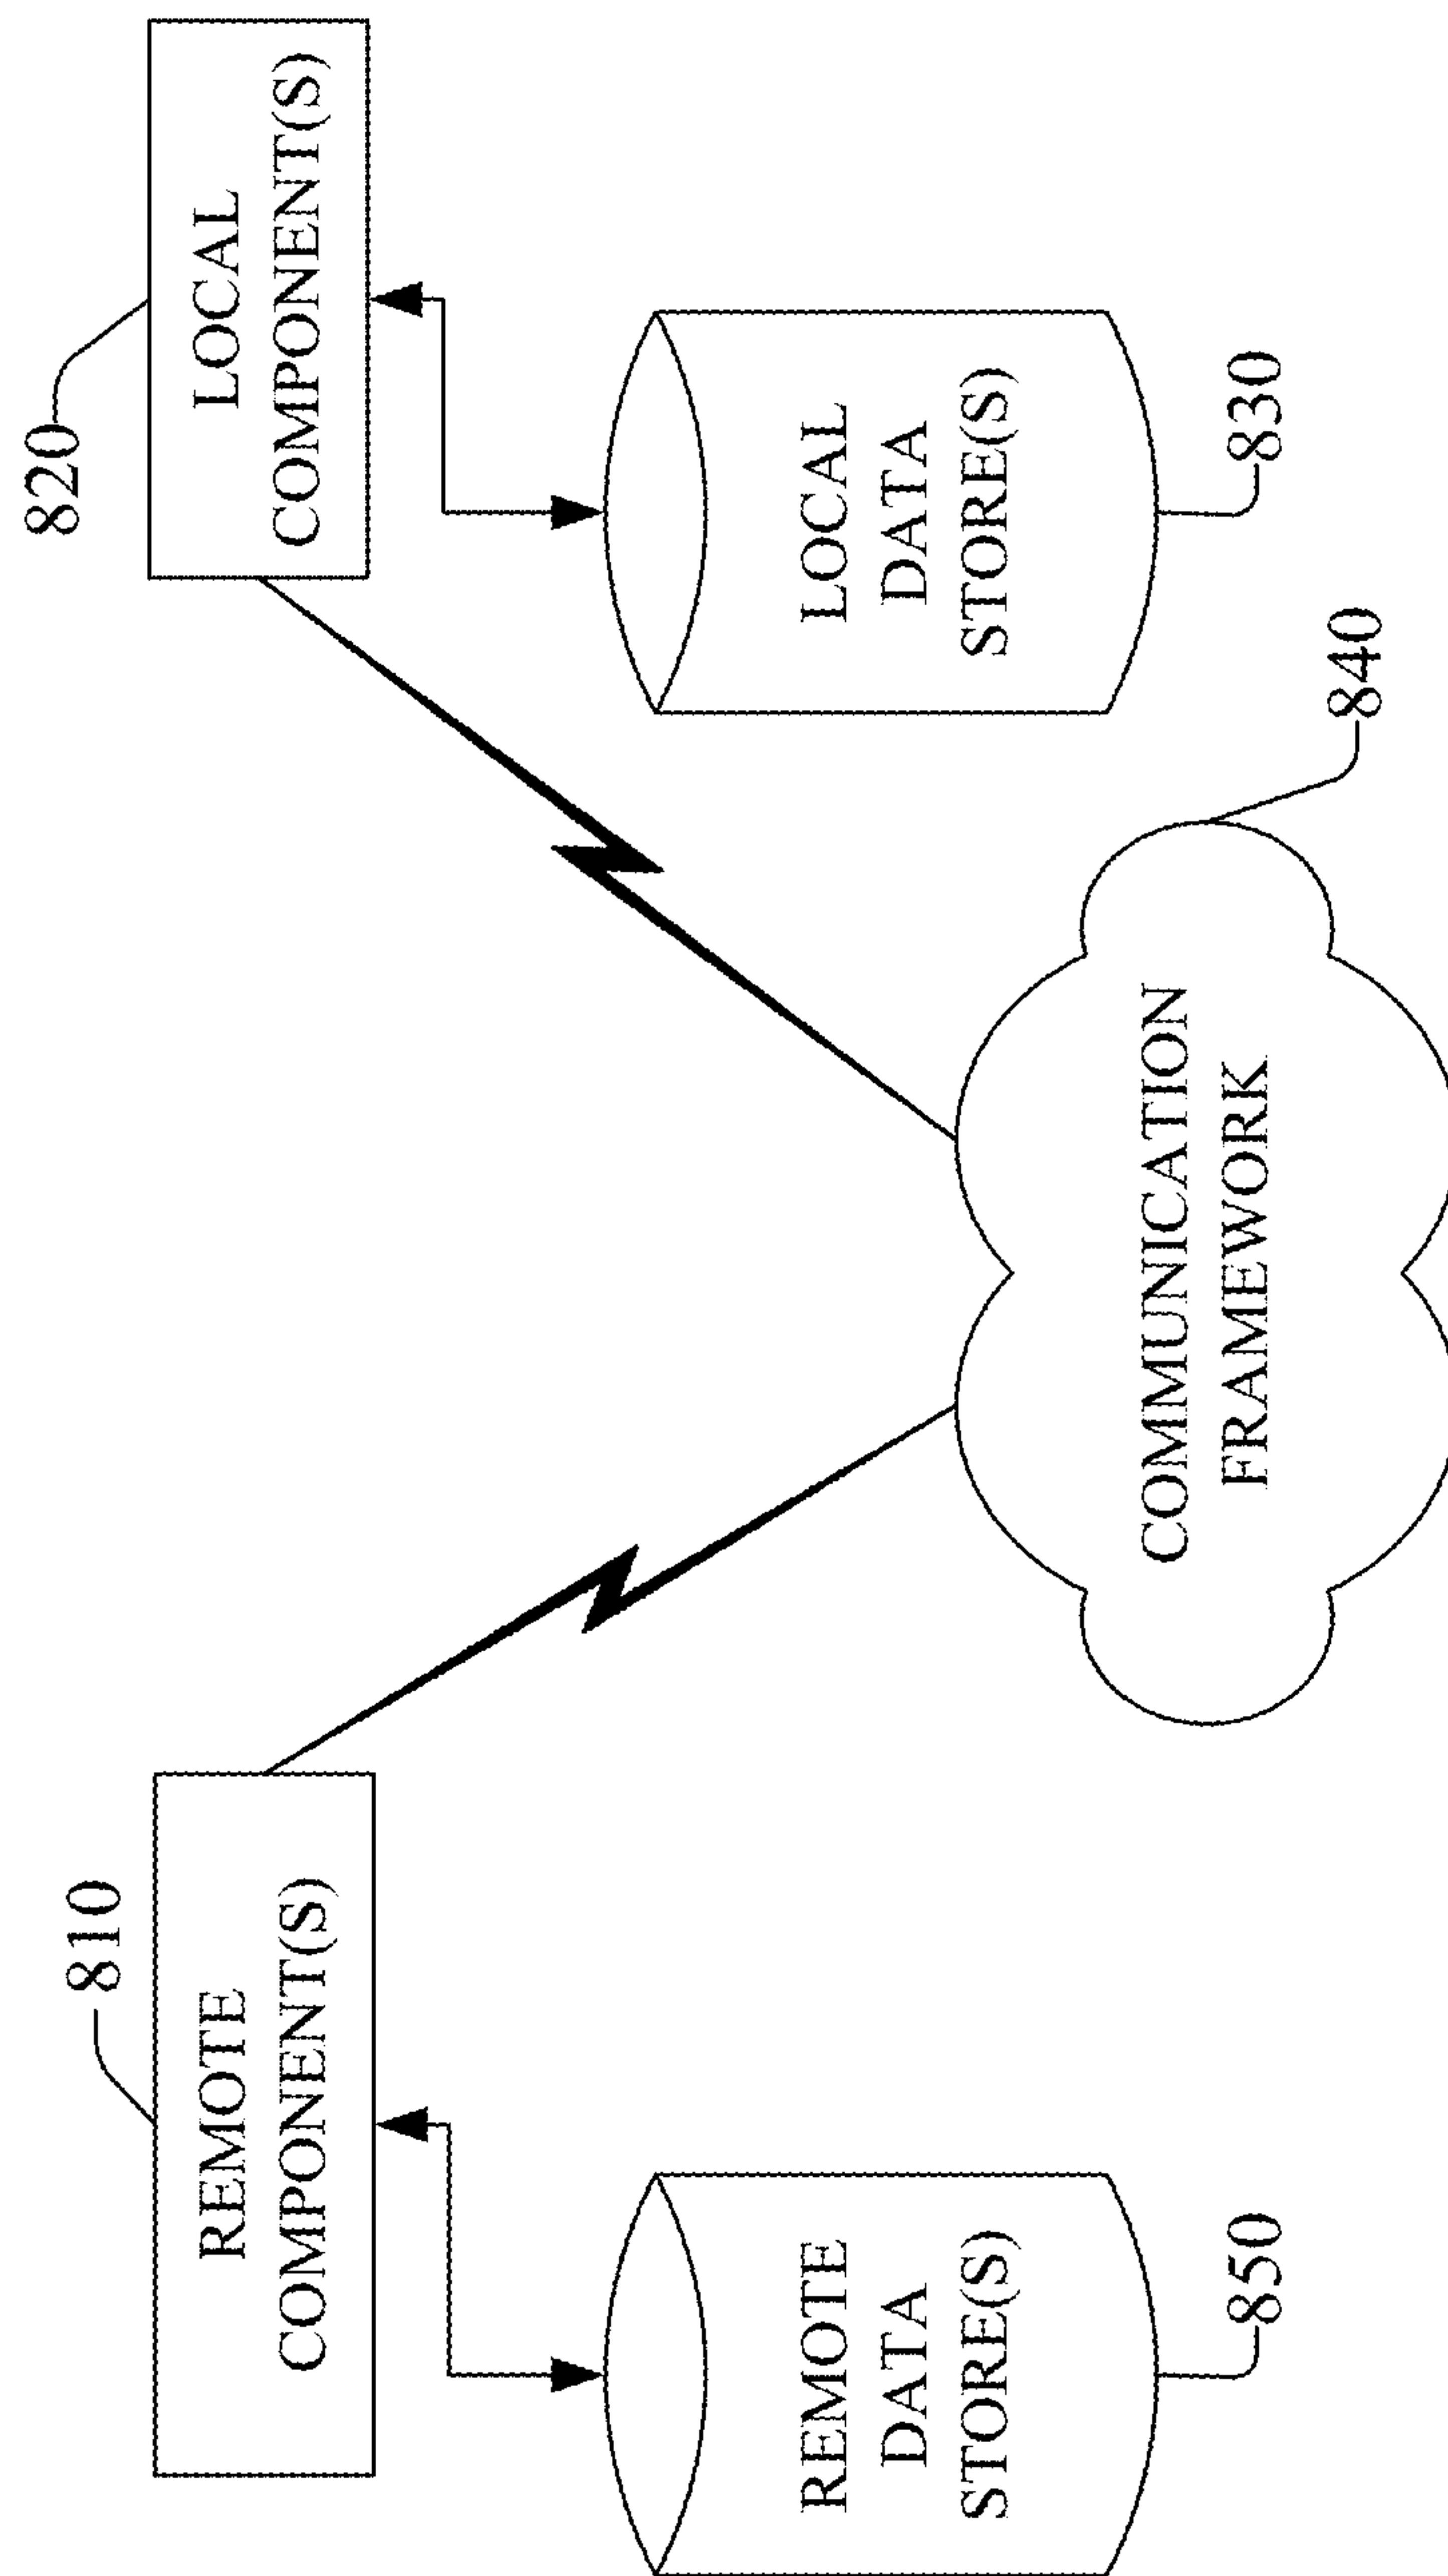 810
820
REMOTE
COMPONENT(S)
LOCAL
COMPONENT(S)
REMOTE
DATA
STORE(S)
LOCAL
DATA
STORE(S)
COMMUNICATION
FRAMEWORK
850
830
840